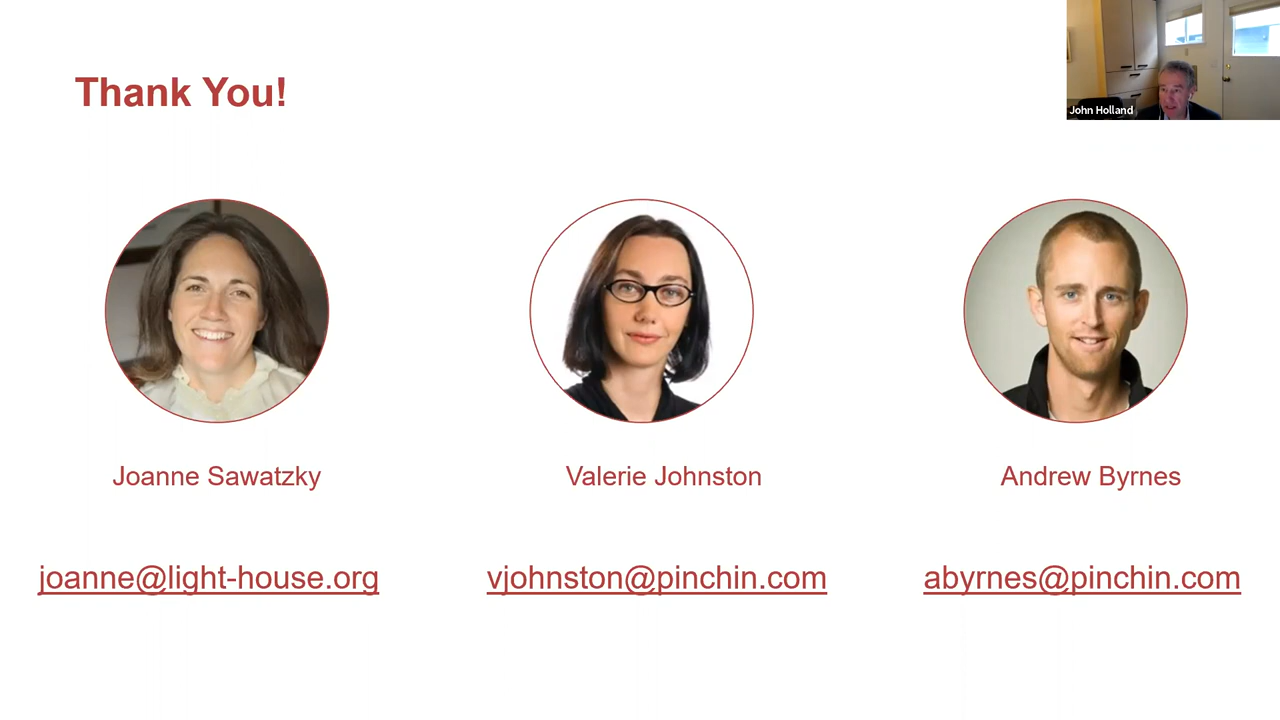 Thank You!
John Holland
Joanne Sawatzky
Valerie Johnston
Andrew Byrnes
joanne@light-house.org
vjohnston@pinchin.com
abyrnes@pinchin.com